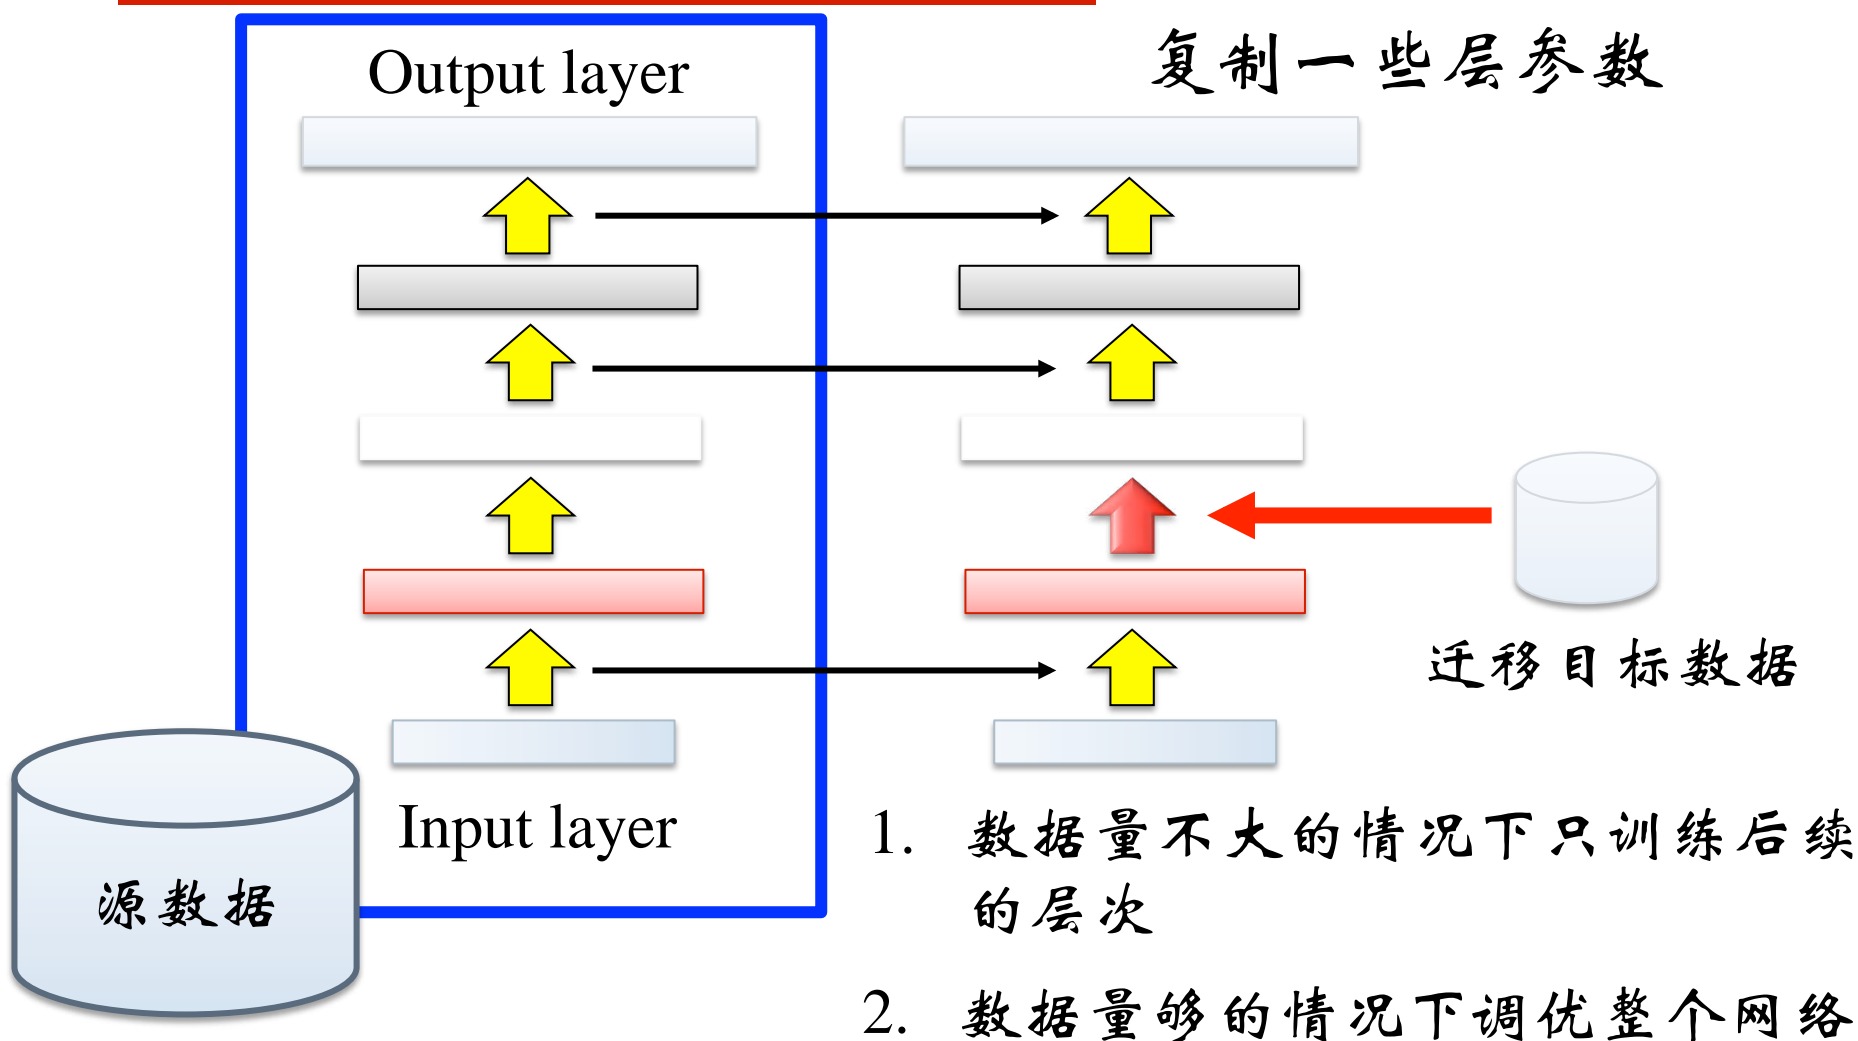 Output layer
复制一些层参数
迁移目标数据
Input layer
源数据
1. 数据量不大的情况下只训练后续
的层次
2. 数据量够的情况下调优整个网络